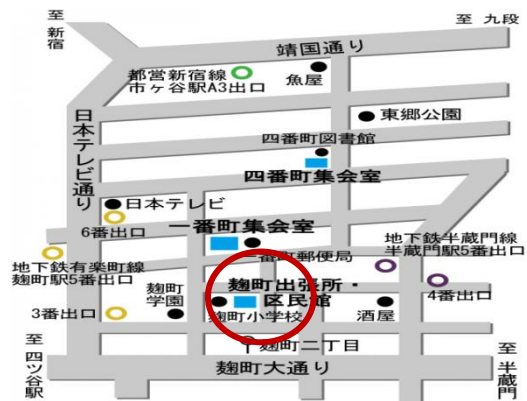 至
新
宿
至 九段
靖国通り
都営新宿線
市ヶ谷駅A3出口
魚屋
東郷公園
日本テレビ通り
四番町図書館
四番町集会室
日本テレビ
6番出口
一番町集会室
一番町郵便局
地下鉄半蔵門線
半蔵門駅5番出口
地下鉄有楽町線
麹町駅5番出口
麹町
学園
麹町出張所・
区民館
4番出口
3番出口
麹町小学校
酒屋
麹町二丁目
至
四ツ谷駅
麹町大通り
至
半蔵門